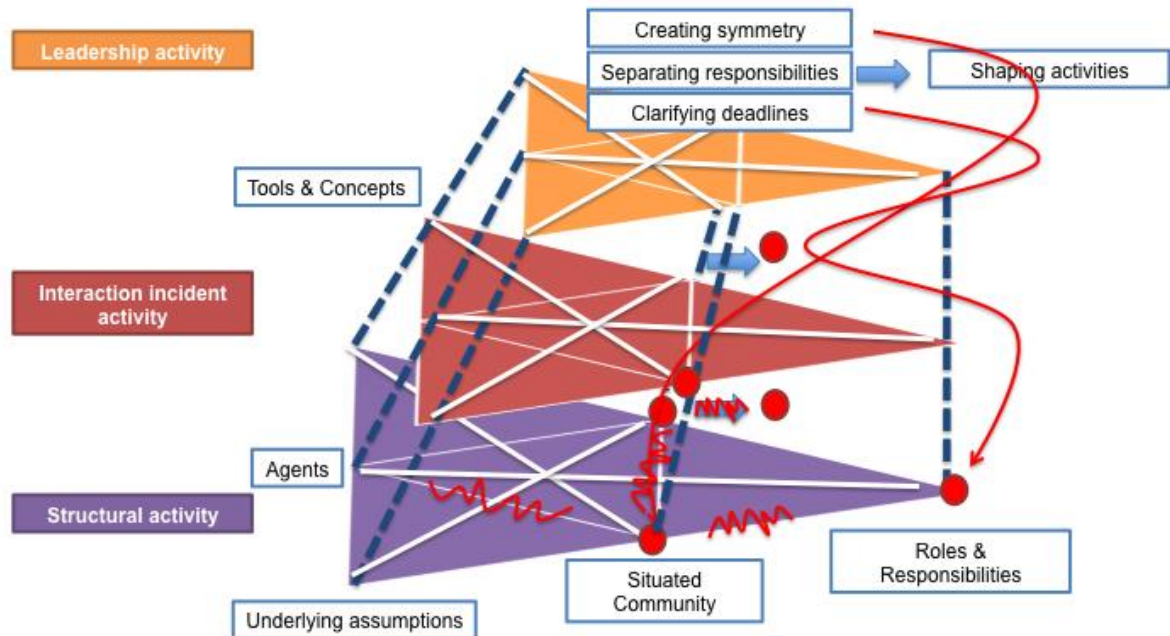 Creating symmetry
Leadership activity
Separating responsibilities
Shaping activities
Clarifying deadlines
Tools & Concepts
Interaction incident
activity
Agents
Structural activity
Roles &
Responsibilities
Situated
Community
Underlying assumptions